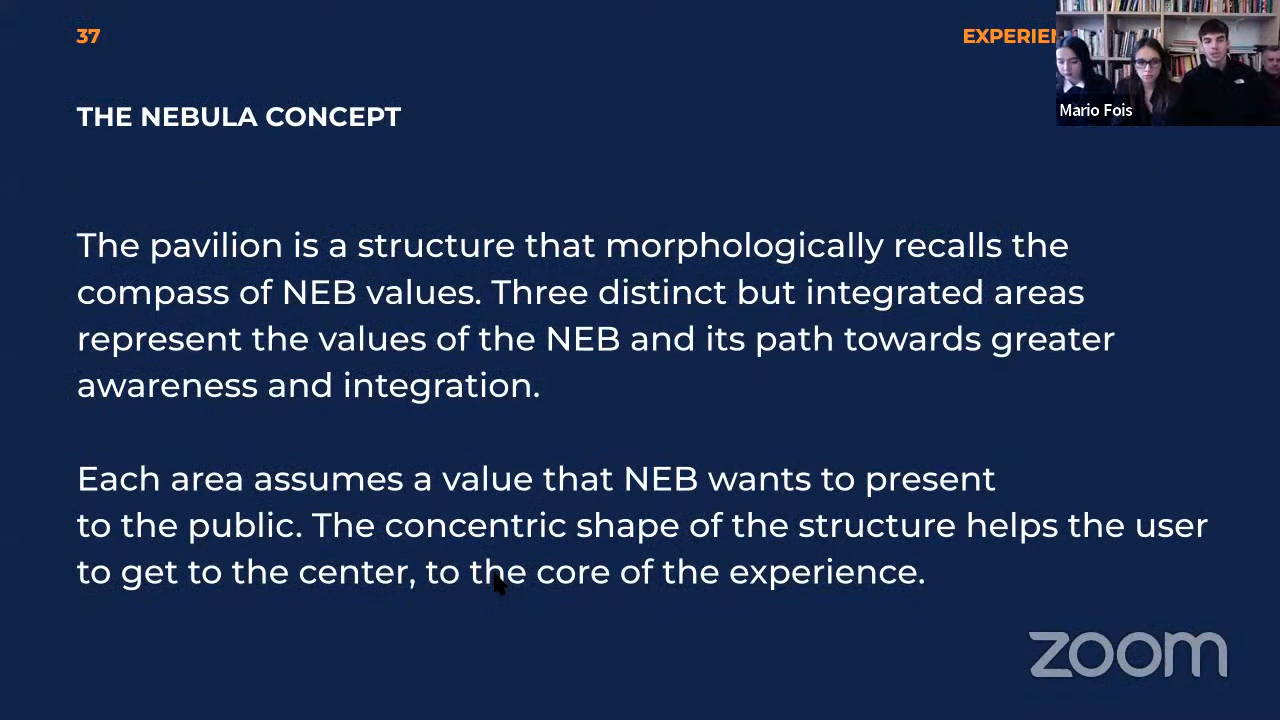 37
THE NEBULA CONCEPT
Mario Fois
The pavilion is a structure that morphologically recalls the
compass of NEB values. Three distinct but integrated areas
represent the values of the NEB and its path towards greater
awareness and integration.
Each area assumes a value that NEB wants to present
to the public. The concentric shape of the structure helps the user
to get to the center, to the core of the experience.
zoom